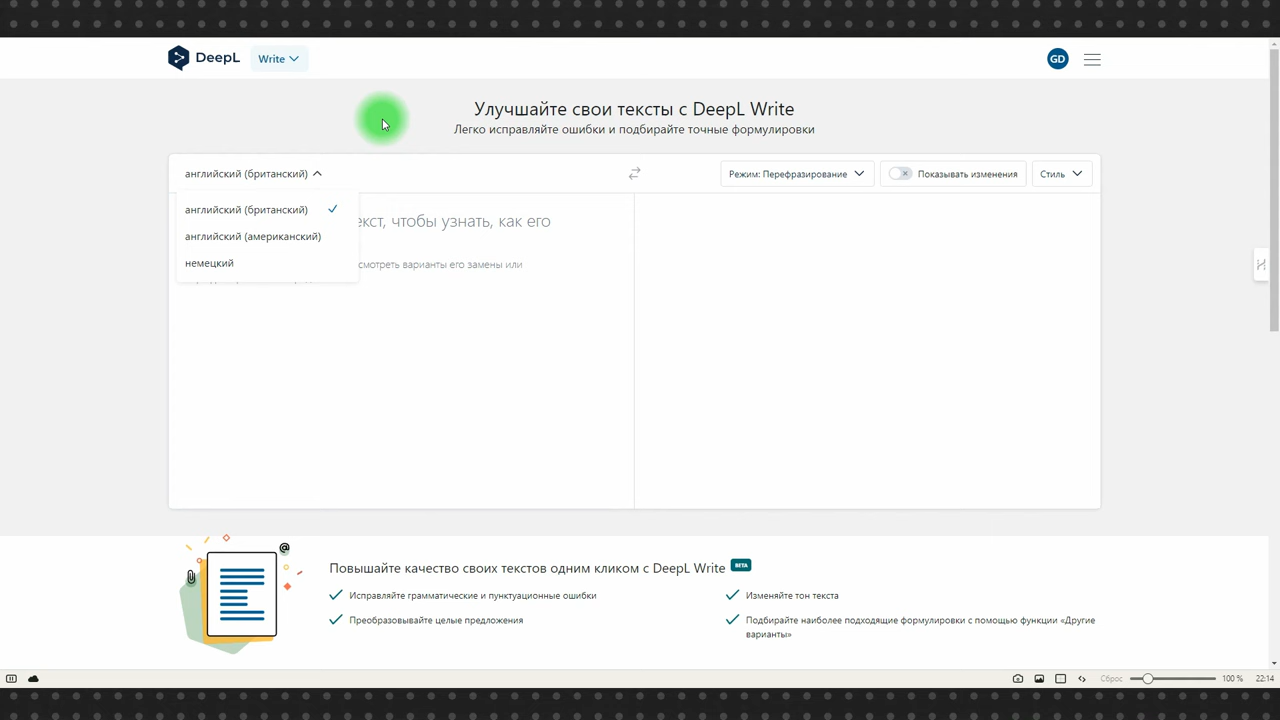 DeepL
Write
GD
Улучшайте свои тексты с DeepL Write
Легко исправляйте ошибки и подбирайте точные формулировки
английский (британский)
Режим: Перефразирование
Показывать изменения
Стиль
английский (британский)
английский (американский)
немецкий
екст, чтобы узнать, как его
смотреть варианты его замены или
Повышайте качество своих текстов одним кликом с DeepL Write BETA
Исправляйте грамматические и пунктуационные ошибки
Преобразовывайте целые предложения
Изменяйте тон текста
Подбирайте наиболее подходящие формулировки с помощью функции «Другие
варианты»
Сброс
100 %
22:14